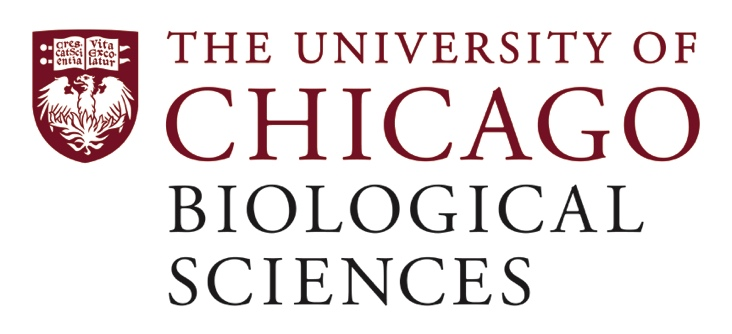 Cres
catSci
entia
Vita
Exco
latur
THE UNIVERSITY OF
CHICAGO
BIOLOGICAL
SCIENCES